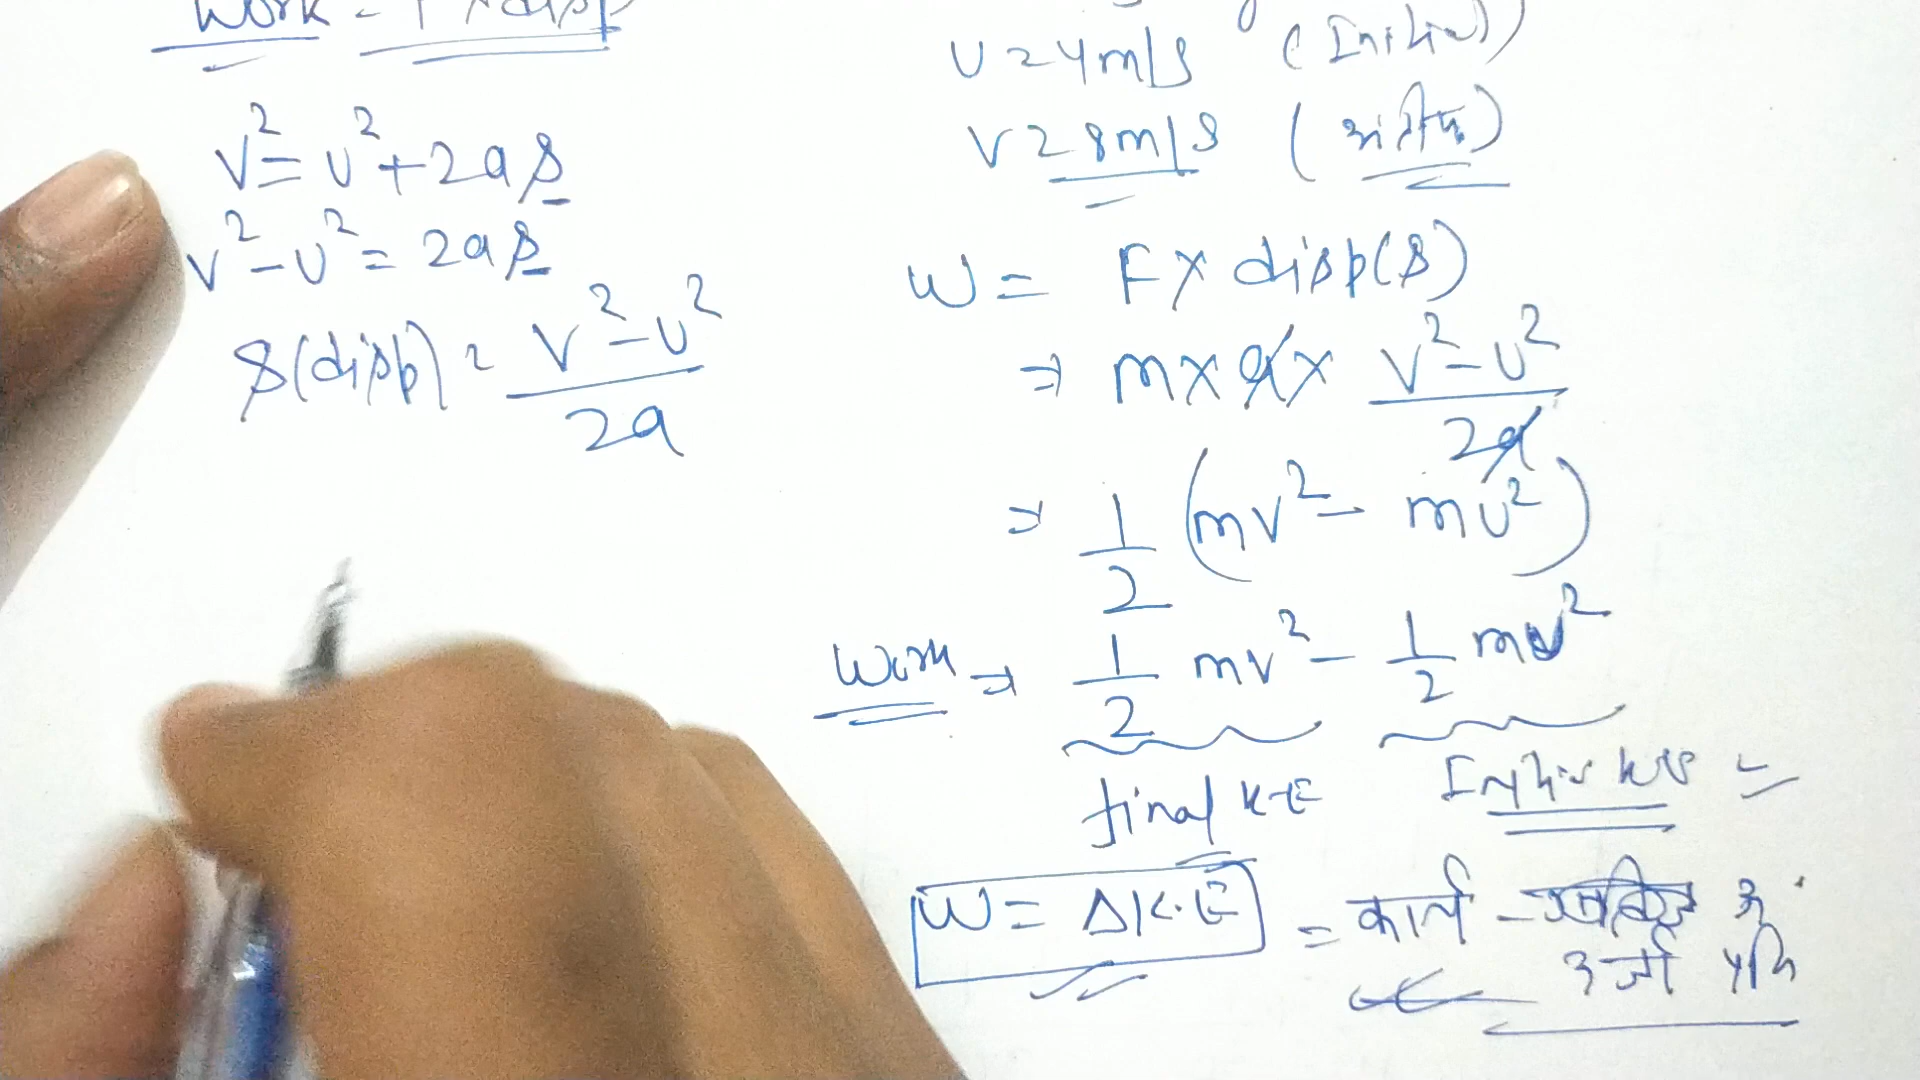 Work = F × disp
v² = u² + 2as
v² - u² = 2as
s(disp) = v² - u² / 2a
u = 4m/s (Initial)
v = 8m/s
W = F × disp(s)
⇒ m × a × v² - u² / 2a
⇒ 1/2 (mv² - mu²)
Work ⇒ 1/2 mv² - 1/2 mu²
final K.E
W = ΔK.E = कार्य -
ऊर्जा